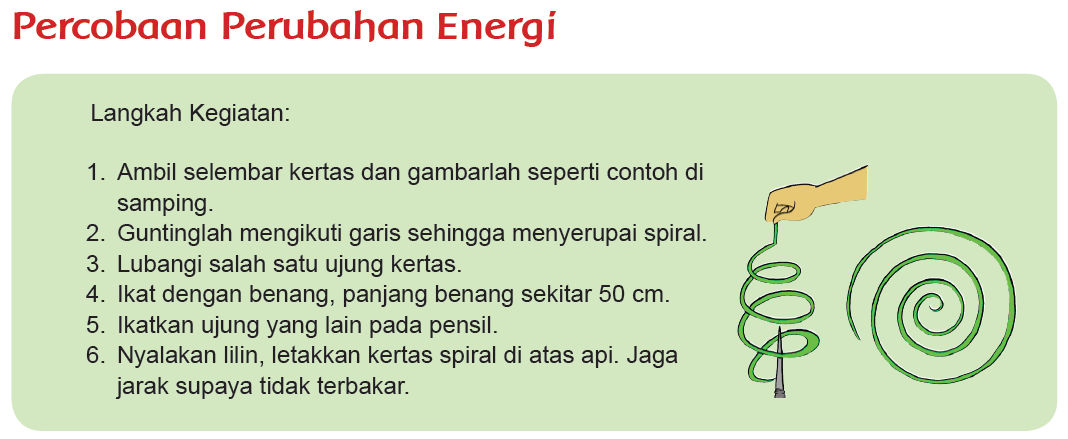 Percobaan Perubahan Energi
Langkah Kegiatan:
1. Ambil selembar kertas dan gambarlah seperti contoh di
samping.
2. Guntinglah mengikuti garis sehingga menyerupai spiral.
3. Lubangi salah satu ujung kertas.
4. Ikat dengan benang, panjang benang sekitar 50 cm.
5. Ikatkan ujung yang lain pada pensil.
6. Nyalakan lilin, letakkan kertas spiral di atas api. Jaga
jarak supaya tidak terbakar.